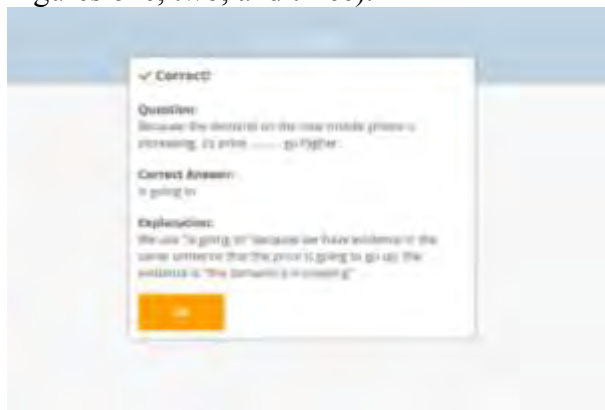 Figures one, two, and three).
✓ Correct!
Question:
Because the demand on the new mobile phone is
increasing, its price ........ go higher.
Correct Answer:
is going to
Explanation:
We use "is going to" because we have evidence in the
same sentence that the price is going to go up; the
evidence is "the demand is increasing"